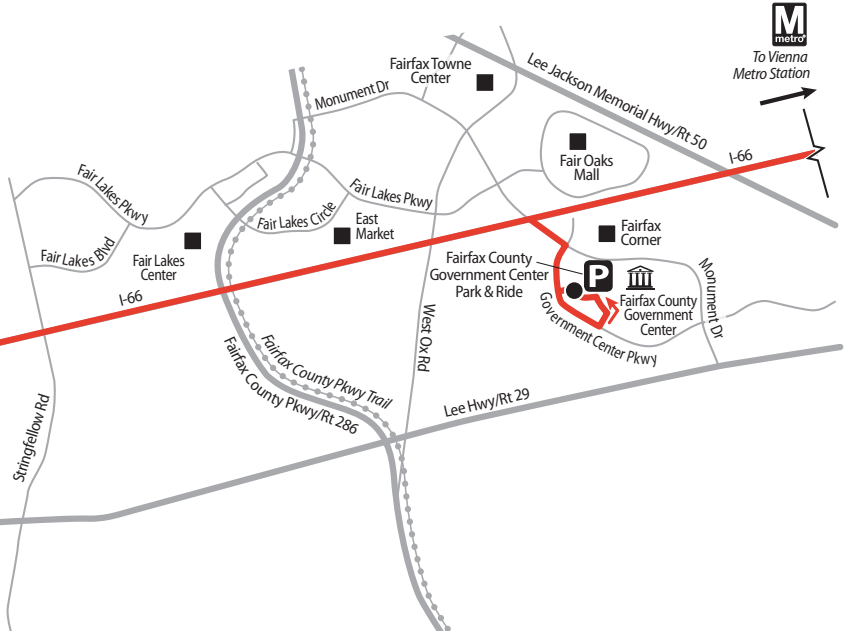 M
metro
To Vienna
Metro Station
Fairfax Towne
Center
Lee Jackson Memorial Hwy/Rt 50
Monument Dr
I-66
Fair Oaks
Mall
Fair Lakes Pkwy
Fair Lakes Pkwy
Fair Lakes Circle
East
Market
Fair Lakes Blvd
Fair Lakes
Center
Fairfax
Corner
Fairfax County
Government Center
Park & Ride
P
Monument Dr
I-66
Fairfax County
Government
Center
Government Center Pkwy
West Ox Rd
Fairfax County Pkwy Trail
Fairfax County Pkwy/Rt 286
Lee Hwy/Rt 29
Stringfellow Rd